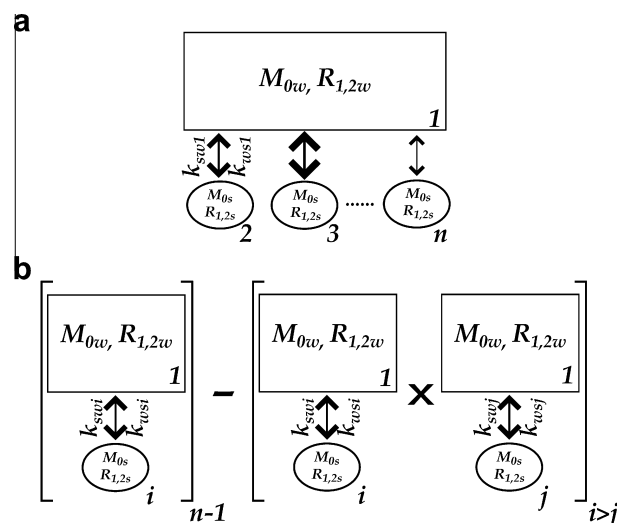 a
M0w, R1,2w
1
ksw1 kws1
M0s M0s M0s
R1,2s R1,2s ...... R1,2s
2 3 n
b
M0w, R1,2w M0w, R1,2w M0w, R1,2w
1 1 1
kswi kwsi – kswi kwsi × kswj kwsj
M0s M0s M0s
R1,2s R1,2s R1,2s
i i j
n-1 i>j